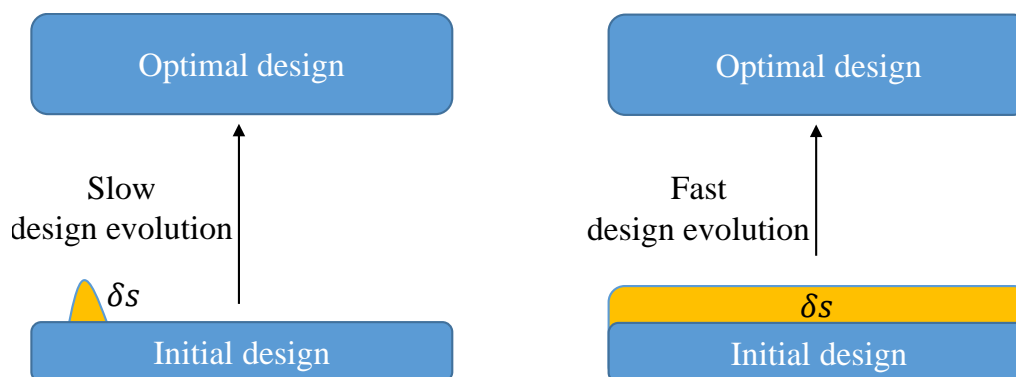 Optimal design
Slow
design evolution
δs
Initial design
Optimal design
Fast
design evolution
δs
Initial design